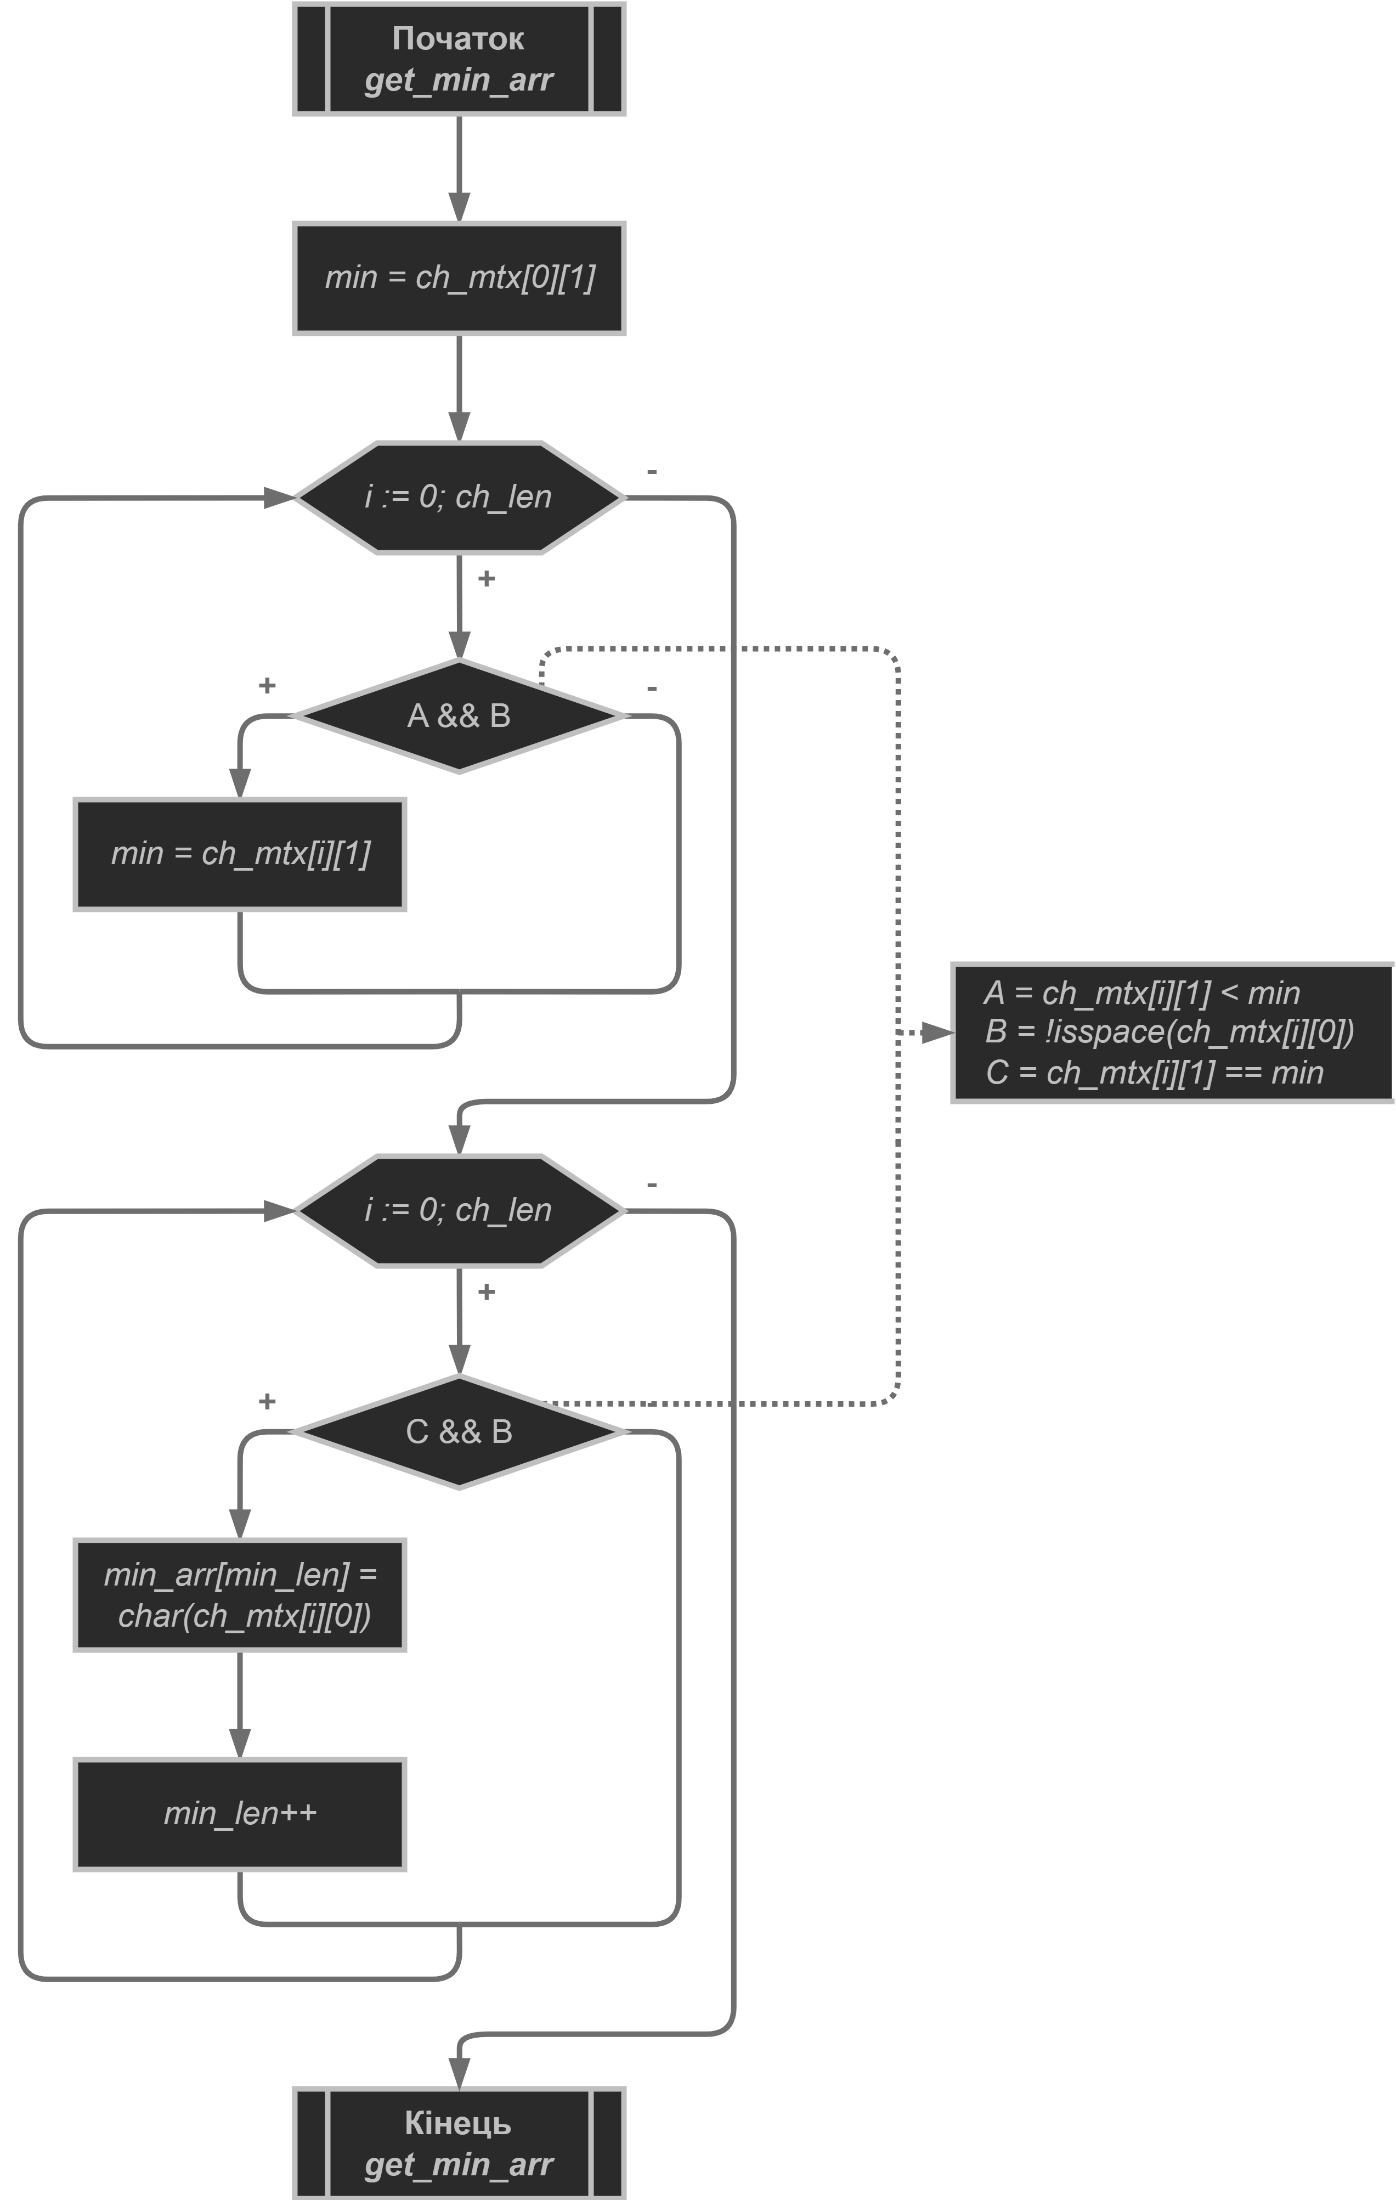 Початок
get_min_arr
min = ch_mtx[0][1]
i := 0; ch_len
-
+
A && B
+
-
min = ch_mtx[i][1]
A = ch_mtx[i][1] < min
B = !isspace(ch_mtx[i][0])
C = ch_mtx[i][1] == min
i := 0; ch_len
-
+
C && B
+
-
min_arr[min_len] =
char(ch_mtx[i][0])
min_len++
Кінець
get_min_arr